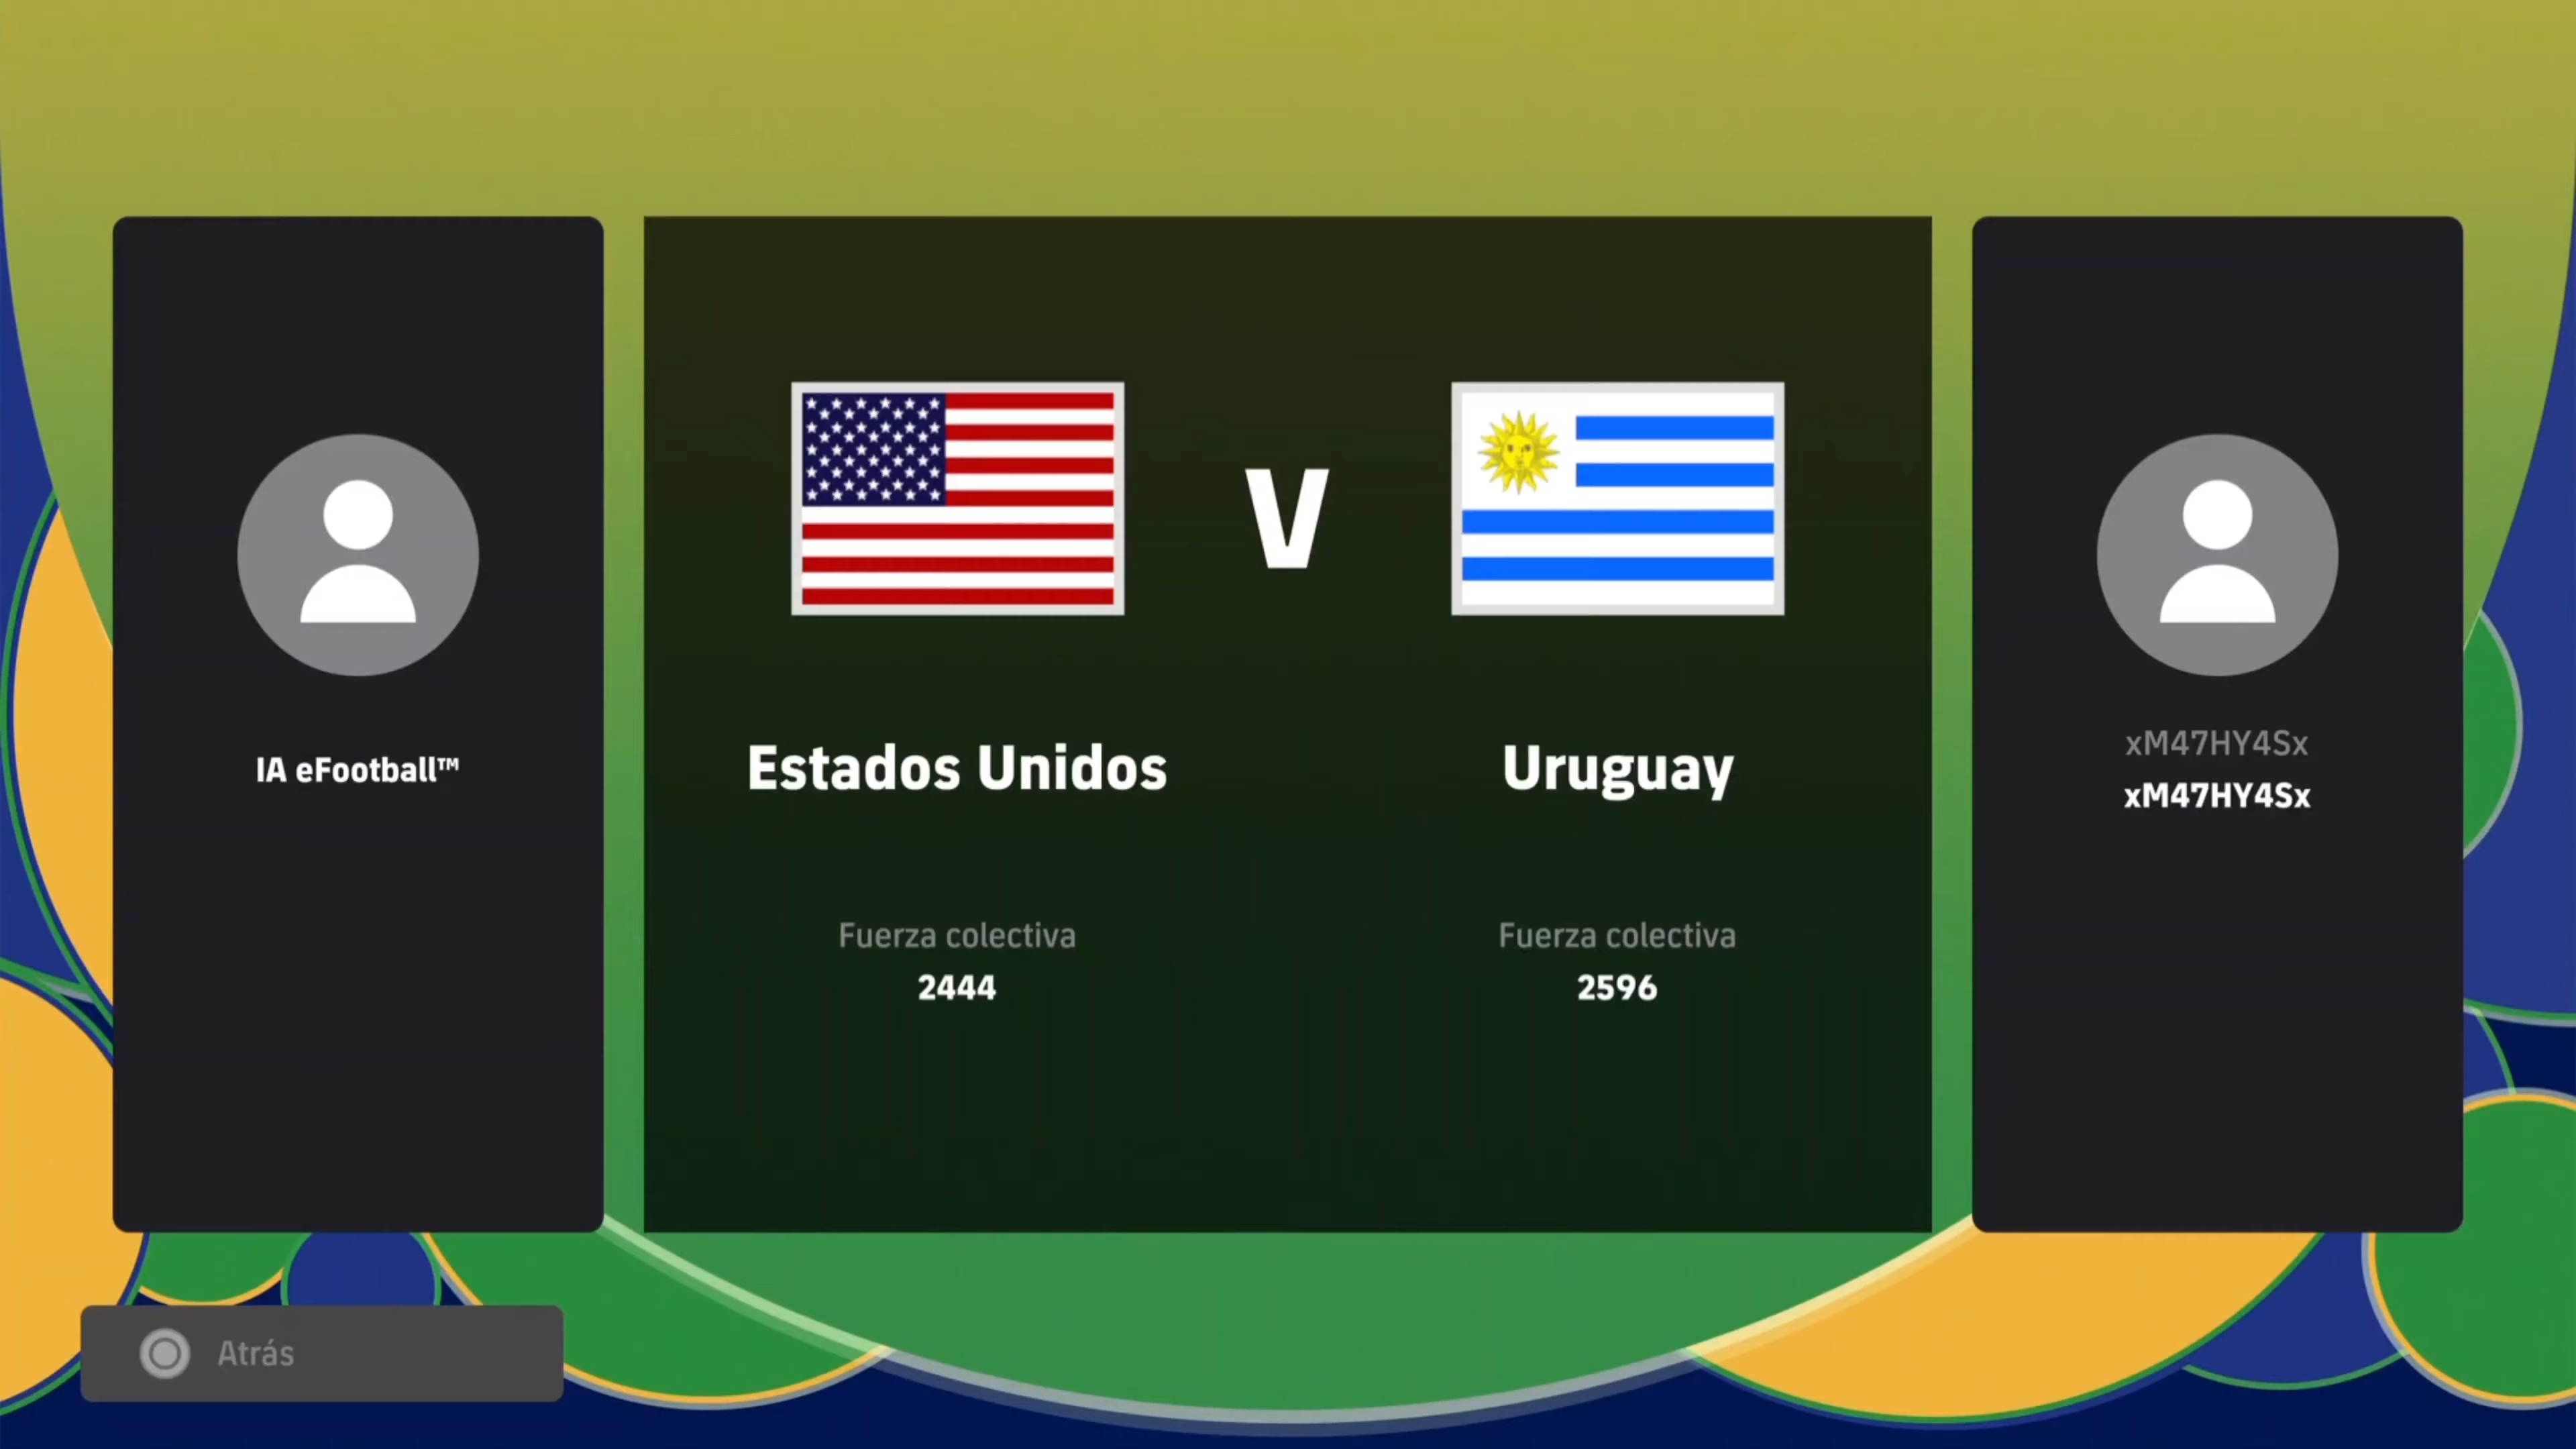 IA eFootball™
V
Estados Unidos
Uruguay
Fuerza colectiva
2444
Fuerza colectiva
2596
xM47HY4Sx
xM47HY4Sx
Atrás